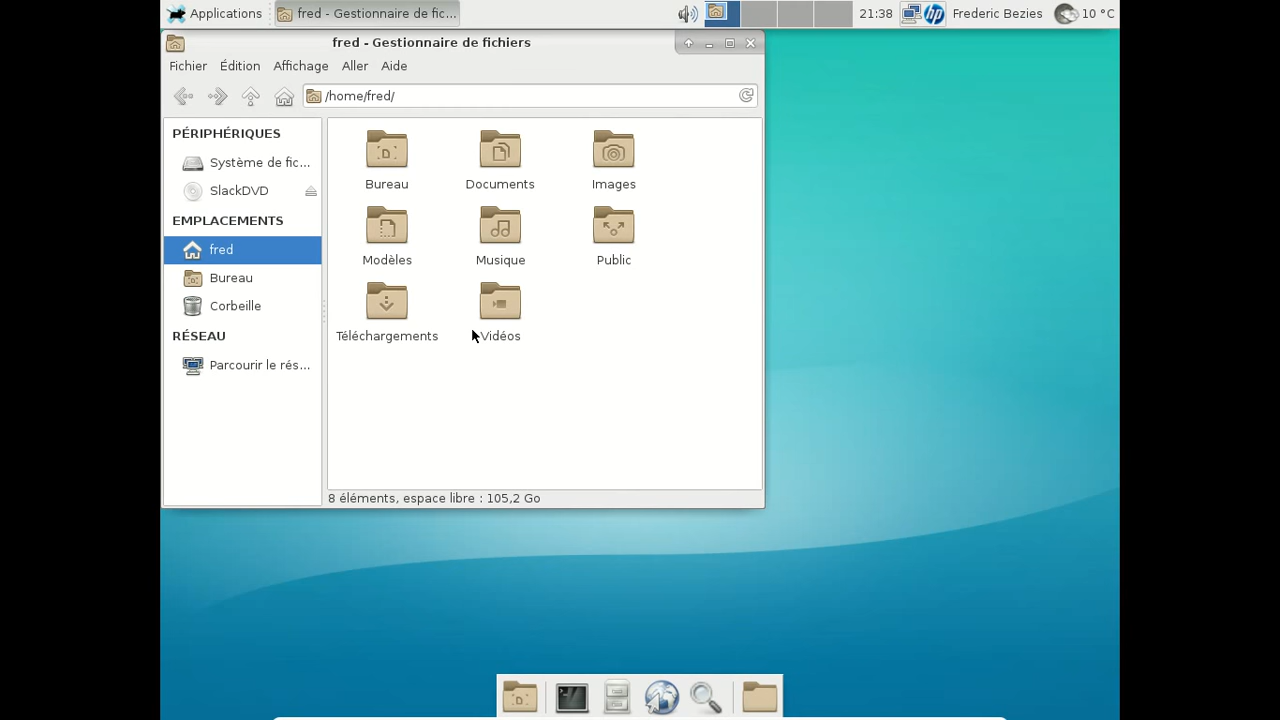 Applications
fred - Gestionnaire de fic...
21:38
Frederic Bezies
10 °C
fred - Gestionnaire de fichiers
Fichier Édition Affichage Aller Aide
/home/fred/
PÉRIPHÉRIQUES
Système de fic...
SlackDVD
EMPLACEMENTS
fred
Bureau
Corbeille
RÉSEAU
Parcourir le rés...
Bureau Documents Images
Modèles Musique Public
Téléchargements Vidéos
8 éléments, espace libre : 105,2 Go
hp